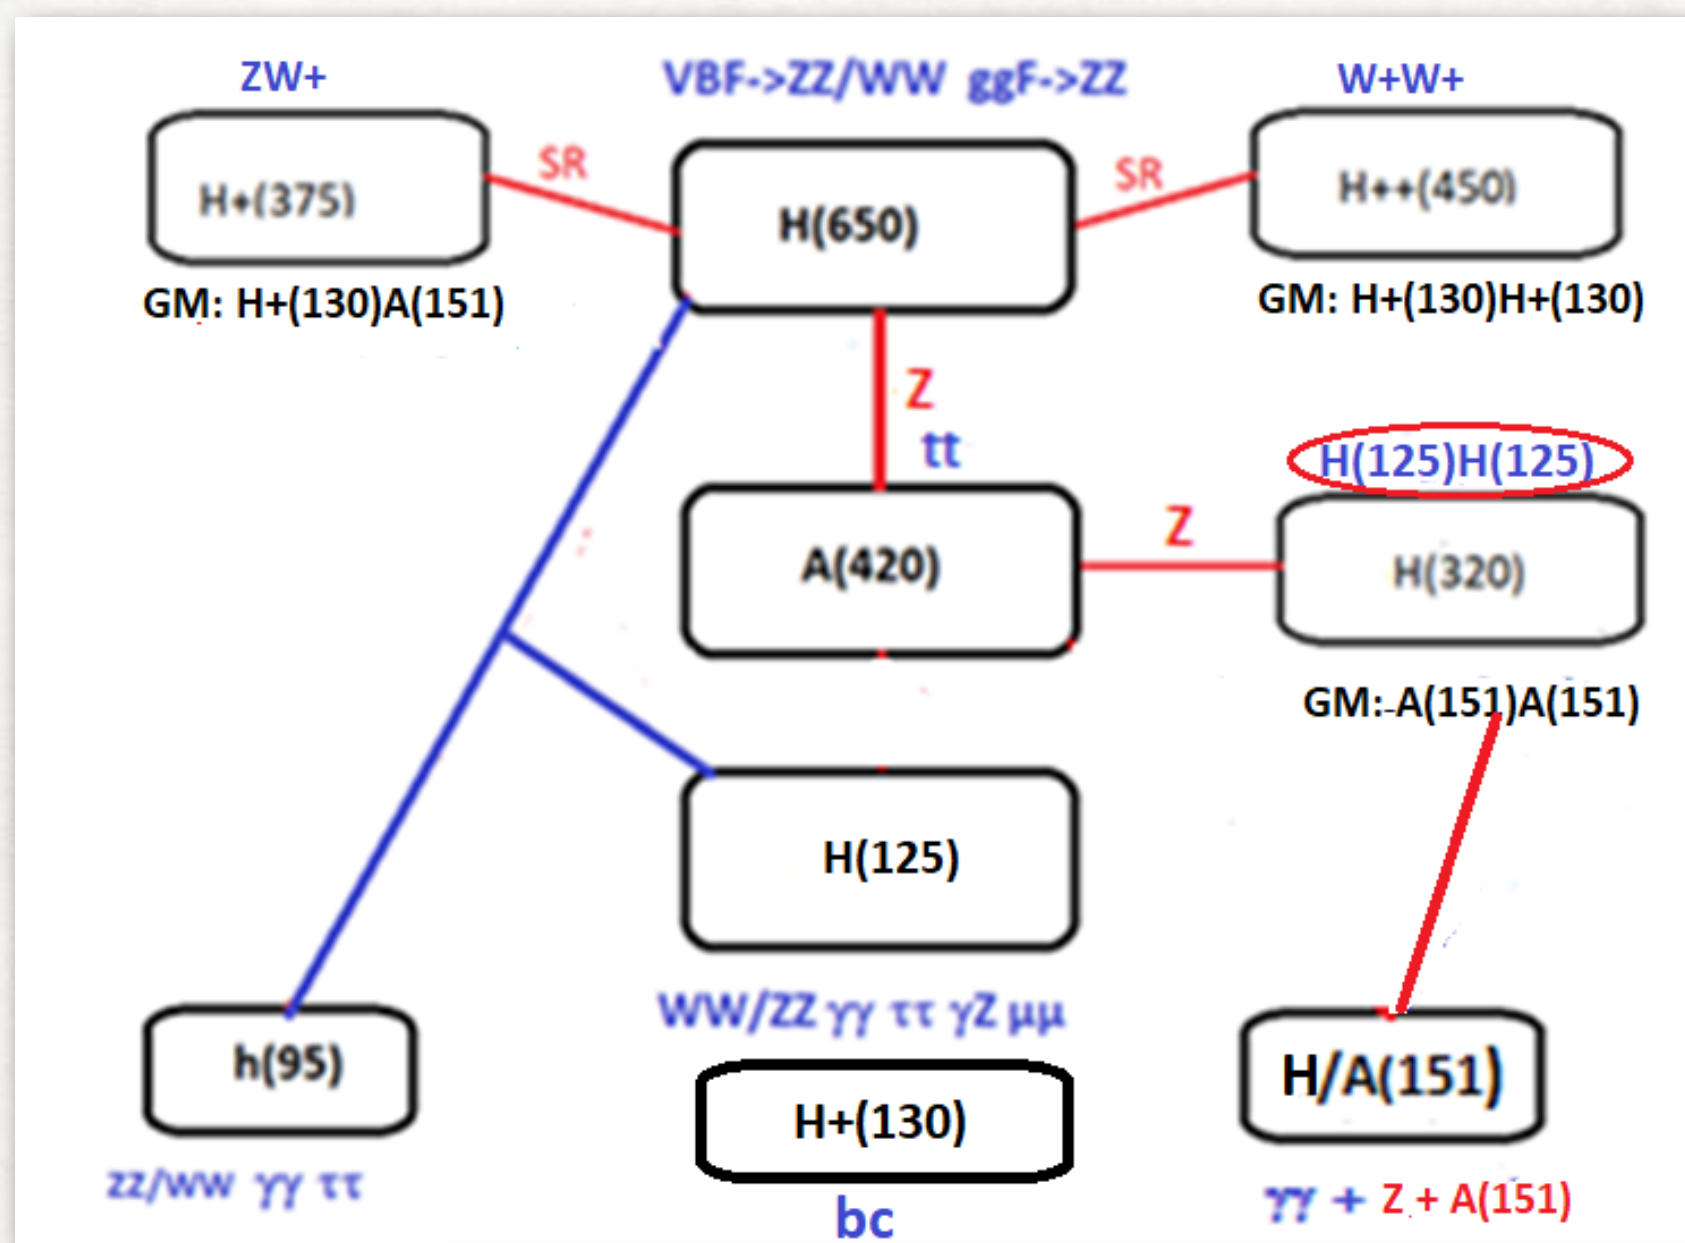 ZW+
VBF->ZZ/WW ggF->ZZ
W+W+
H+(375)
SR
H(650)
SR
H++(450)
GM: H+(130)A(151)
GM: H+(130)H+(130)
Z
tt
H(125)H(125)
A(420)
Z
H(320)
GM:-A(151)A(151)
H(125)
WW/ZZ γγ ττ γZ μμ
h(95)
H+(130)
H/A(151)
zz/ww γγ ττ
bc
γγ + Z + A(151)